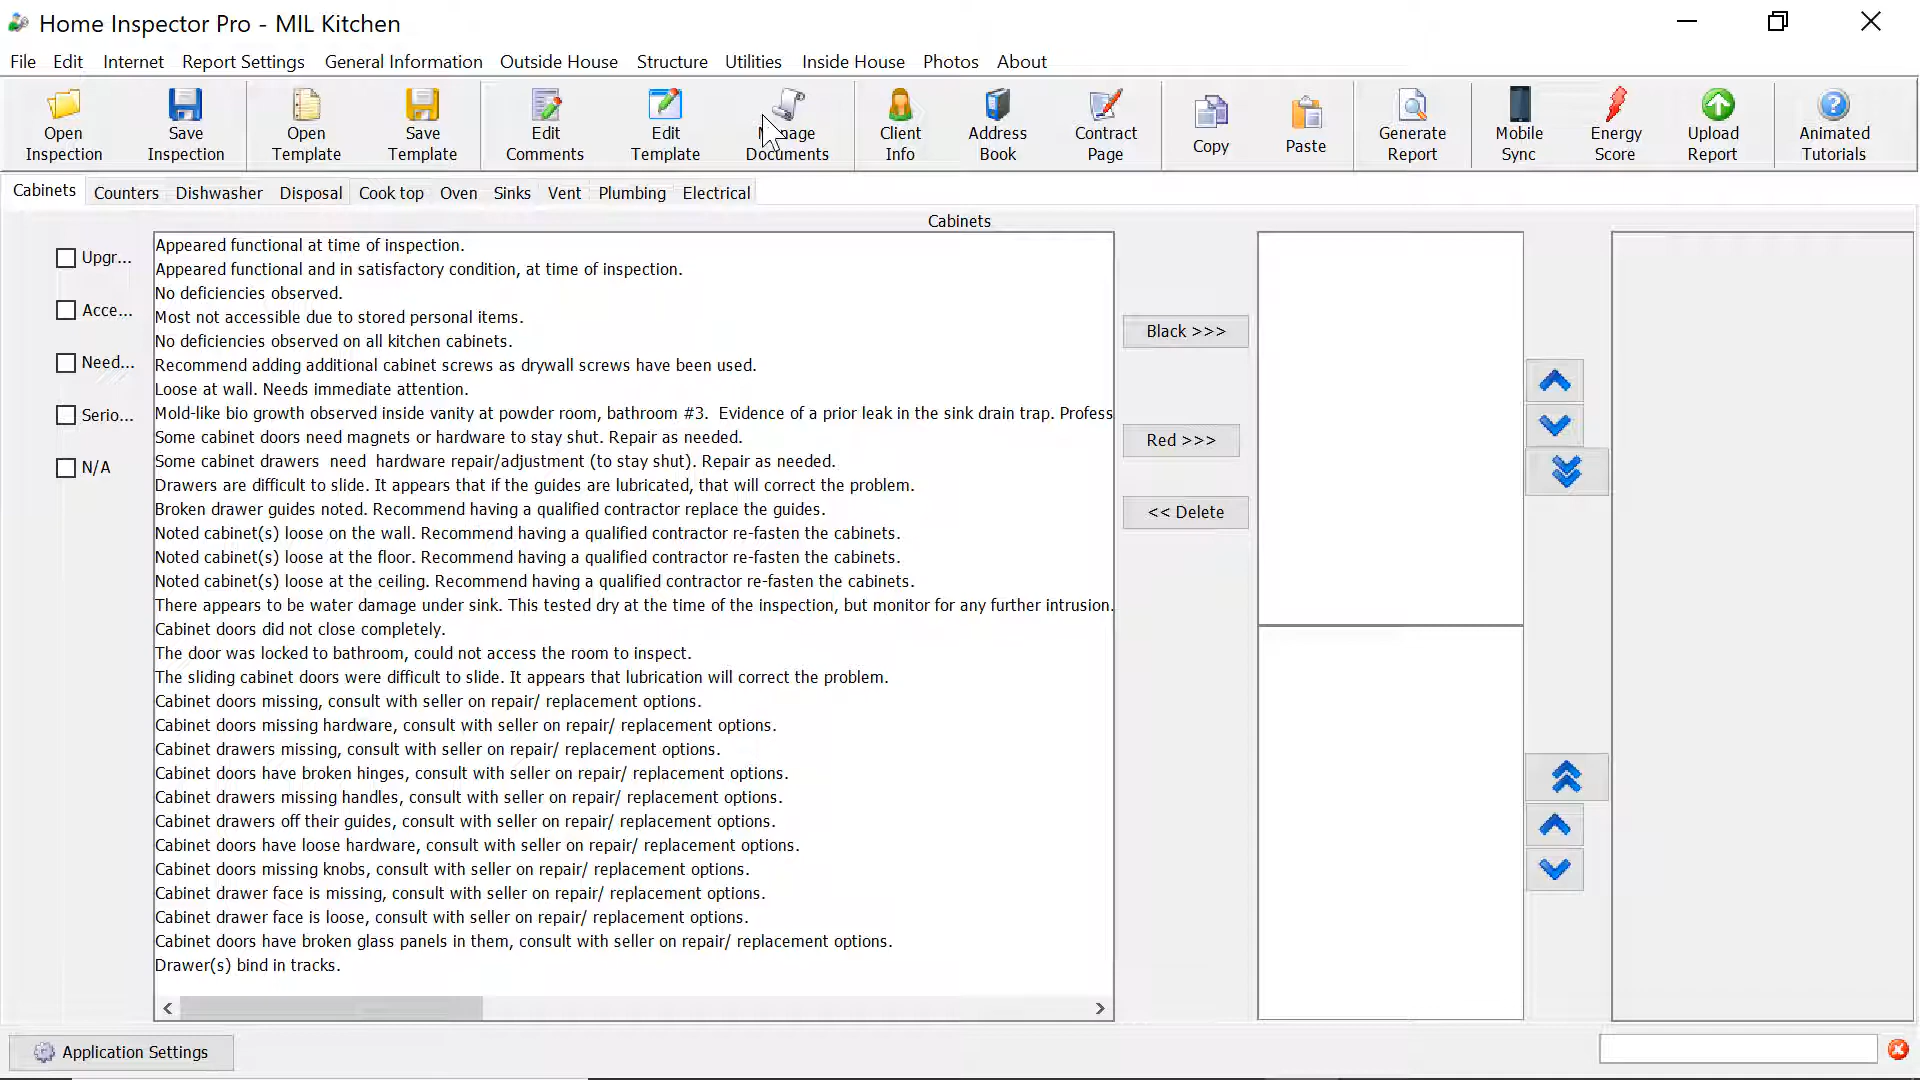 Home Inspector Pro - MIL Kitchen
File Edit Internet Report Settings General Information Outside House Structure Utilities Inside House Photos About
Open Inspection
Save Inspection
Open Template
Save Template
Edit Comments
Edit Template
Documents
Client Info
Address Book
Contract Page
Copy
Paste
Generate Report
Mobile Sync
Energy Score
Upload Report
Animated Tutorials
Cabinets Counters Dishwasher Disposal Cook top Oven Sinks Vent Plumbing Electrical
Cabinets
Upgr...
Acce...
Need...
Serio...
N/A
Appeared functional at time of inspection.
Appeared functional and in satisfactory condition, at time of inspection.
No deficiencies observed.
Most not accessible due to stored personal items.
No deficiencies observed on all kitchen cabinets.
Recommend adding additional cabinet screws as drywall screws have been used.
Loose at wall. Needs immediate attention.
Mold-like bio growth observed inside vanity at powder room, bathroom #3.  Evidence of a prior leak in the sink drain trap. Profess
Some cabinet doors need magnets or hardware to stay shut. Repair as needed.
Some cabinet drawers  need  hardware repair/adjustment (to stay shut). Repair as needed.
Drawers are difficult to slide. It appears that if the guides are lubricated, that will correct the problem.
Broken drawer guides noted. Recommend having a qualified contractor replace the guides.
Noted cabinet(s) loose on the wall. Recommend having a qualified contractor re-fasten the cabinets.
Noted cabinet(s) loose at the floor. Recommend having a qualified contractor re-fasten the cabinets.
Noted cabinet(s) loose at the ceiling. Recommend having a qualified contractor re-fasten the cabinets.
There appears to be water damage under sink. This tested dry at the time of the inspection, but monitor for any further intrusion.
Cabinet doors did not close completely.
The door was locked to bathroom, could not access the room to inspect.
The sliding cabinet doors were difficult to slide. It appears that lubrication will correct the problem.
Cabinet doors missing, consult with seller on repair/ replacement options.
Cabinet doors missing hardware, consult with seller on repair/ replacement options.
Cabinet drawers missing, consult with seller on repair/ replacement options.
Cabinet doors have broken hinges, consult with seller on repair/ replacement options.
Cabinet drawers missing handles, consult with seller on repair/ replacement options.
Cabinet drawers off their guides, consult with seller on repair/ replacement options.
Cabinet doors have loose hardware, consult with seller on repair/ replacement options.
Cabinet doors missing knobs, consult with seller on repair/ replacement options.
Cabinet drawer face is missing, consult with seller on repair/ replacement options.
Cabinet drawer face is loose, consult with seller on repair/ replacement options.
Cabinet doors have broken glass panels in them, consult with seller on repair/ replacement options.
Drawer(s) bind in tracks.
Black >>>
Red >>>
<< Delete
Application Settings